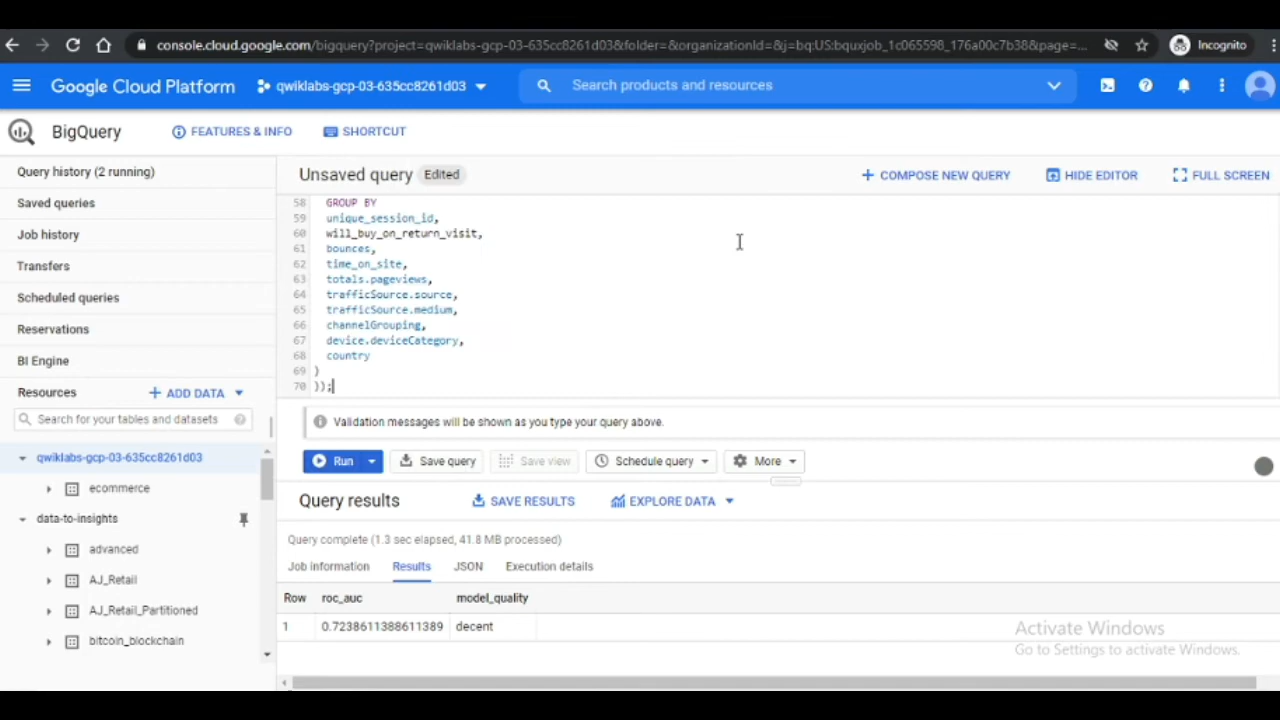 console.cloud.google.com/bigquery?project=qwiklabs-gcp-03-635cc8261d03&folder=&organizationId=&j=bq:US:bquxjob_1c065598_176a00c7b38&page=...
Incognito
Google Cloud Platform
qwiklabs-gcp-03-635cc8261d03
Search products and resources
BigQuery
FEATURES & INFO
SHORTCUT
Query history (2 running)
Saved queries
Job history
Transfers
Scheduled queries
Reservations
BI Engine
Resources
+ ADD DATA
Search for your tables and datasets
qwiklabs-gcp-03-635cc8261d03
ecommerce
data-to-insights
advanced
AJ_Retail
AJ_Retail_Partitioned
bitcoin_blockchain
Unsaved query Edited
+ COMPOSE NEW QUERY
HIDE EDITOR
FULL SCREEN
58 GROUP BY
59 unique_session_id,
60 will_buy_on_return_visit,
61 bounces,
62 time_on_site,
63 totals.pageviews,
64 trafficSource.source,
65 trafficSource.medium,
66 channelGrouping,
67 device.deviceCategory,
68 country
69 )
70 ));
Validation messages will be shown as you type your query above.
Run
Save query
Save view
Schedule query
More
Query results
SAVE RESULTS
EXPLORE DATA
Query complete (1.3 sec elapsed, 41.8 MB processed)
Job information Results JSON Execution details
Row roc_auc model_quality
1 0.7238611388611389 decent
Activate Windows
Go to Settings to activate Windows.